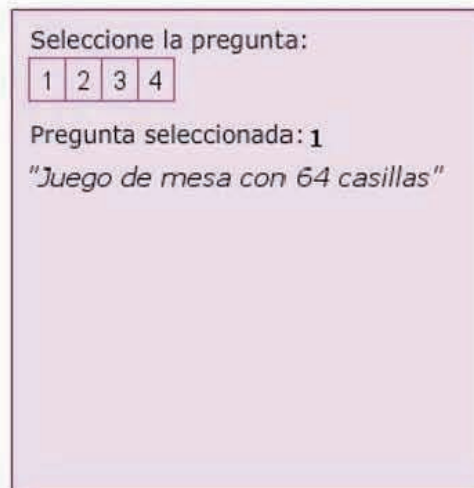 Seleccione la pregunta:
1 2 3 4
Pregunta seleccionada: 1
"Juego de mesa con 64 casillas"